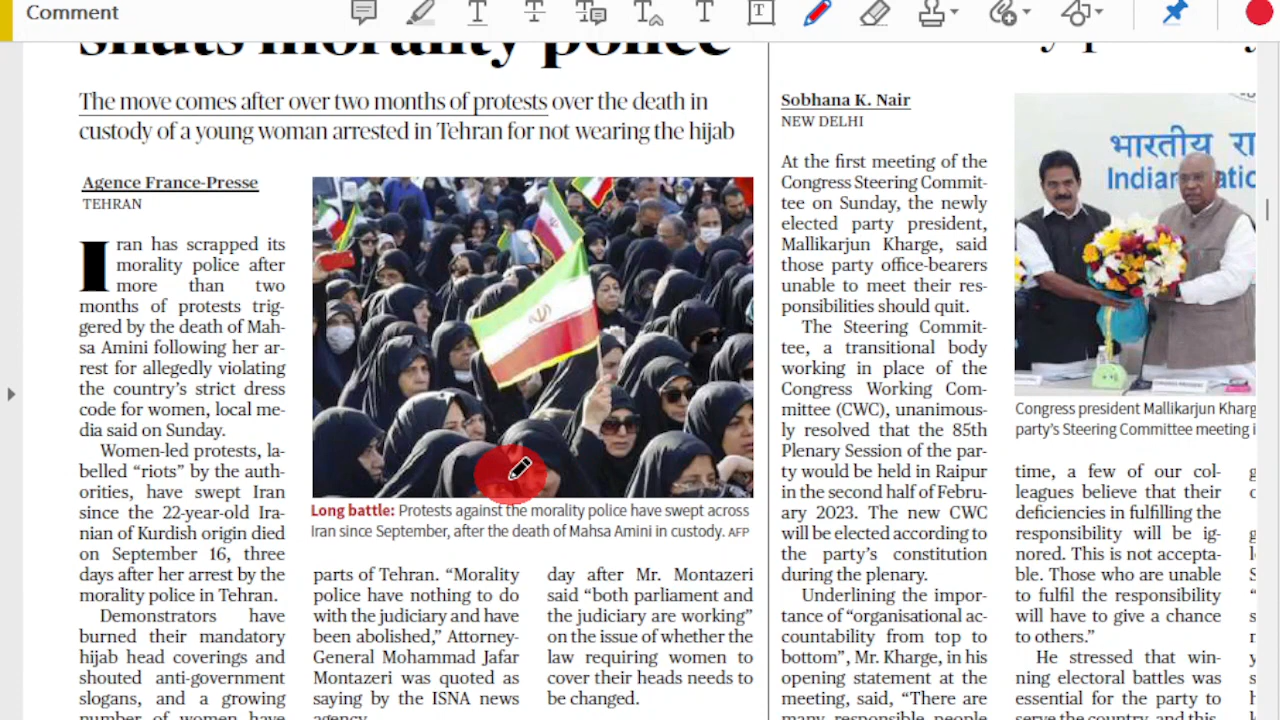 Comment
shuts morality police
The move comes after over two months of protests over the death in
custody of a young woman arrested in Tehran for not wearing the hijab
Agence France-Presse
TEHRAN
Iran has scrapped its
morality police after
more than two
months of protests trig-
gered by the death of Mah-
sa Amini following her ar-
rest for allegedly violating
the country's strict dress
code for women, local me-
dia said on Sunday.
Women-led protests, la-
belled “riots” by the auth-
orities, have swept Iran
since the 22-year-old Ira-
nian of Kurdish origin died
on September 16, three
days after her arrest by the
morality police in Tehran.
Demonstrators have
burned their mandatory
hijab head coverings and
shouted anti-government
slogans, and a growing
number of women have
Long battle: Protests against the morality police have swept across
Iran since September, after the death of Mahsa Amini in custody. AFP
parts of Tehran. “Morality
police have nothing to do
with the judiciary and have
been abolished,” Attorney-
General Mohammad Jafar
Montazeri was quoted as
saying by the ISNA news
agency.
day after Mr. Montazeri
said “both parliament and
the judiciary are working”
on the issue of whether the
law requiring women to
cover their heads needs to
be changed.
Sobhana K. Nair
NEW DELHI
At the first meeting of the
Congress Steering Commit-
tee on Sunday, the newly
elected party president,
Mallikarjun Kharge, said
those party office-bearers
unable to meet their res-
ponsibilities should quit.
The Steering Commit-
tee, a transitional body
working in place of the
Congress Working Com-
mittee (CWC), unanimous-
ly resolved that the 85th
Plenary Session of the par-
ty would be held in Raipur
in the second half of Febru-
ary 2023. The new CWC
will be elected according to
the party's constitution
during the plenary.
Underlining the impor-
tance of “organisational ac-
countability from top to
bottom”, Mr. Kharge, in his
opening statement at the
meeting, said, “There are
many responsible people
भारतीय रा
Indian
Congress president Mallikarjun Kharg
party's Steering Committee meeting i
time, a few of our col-
leagues believe that their
deficiencies in fulfilling the
responsibility will be ig-
nored. This is not accepta-
ble. Those who are unable
to fulfil the responsibility
will have to give a chance
to others.”
He stressed that win-
ning electoral battles was
essential for the party to
serve the country, and this